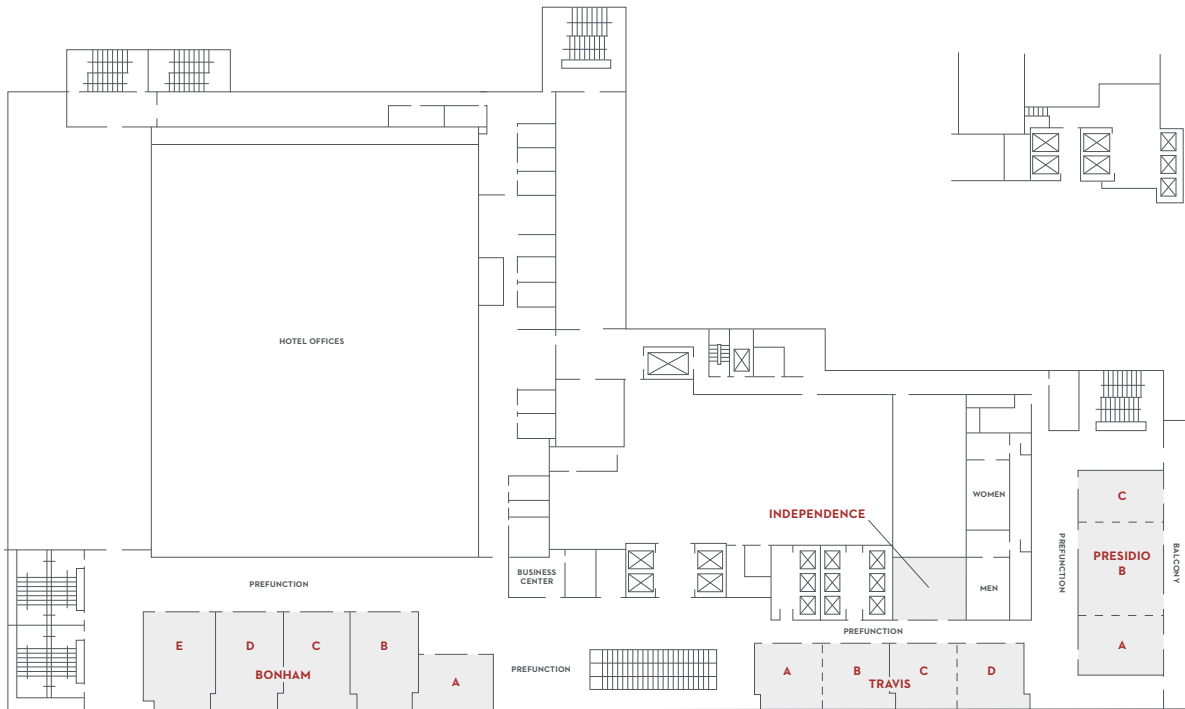 HOTEL OFFICES
WOMEN
C
INDEPENDENCE
PREFUNCTION
PRESIDIO
B
BALCONY
BUSINESS
CENTER
MEN
PREFUNCTION
PREFUNCTION
E
D
C
B
A
BONHAM
PREFUNCTION
A
B
C
D
TRAVIS
A